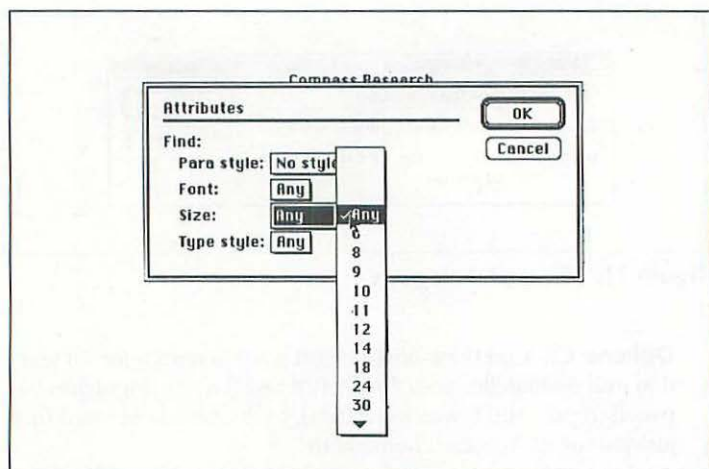 Compass Research
Attributes
OK
Cancel
Find:
Para style: No style
Font: Any
Size: Any
Type style: Any
✓Any
6
8
9
10
11
12
14
18
24
30